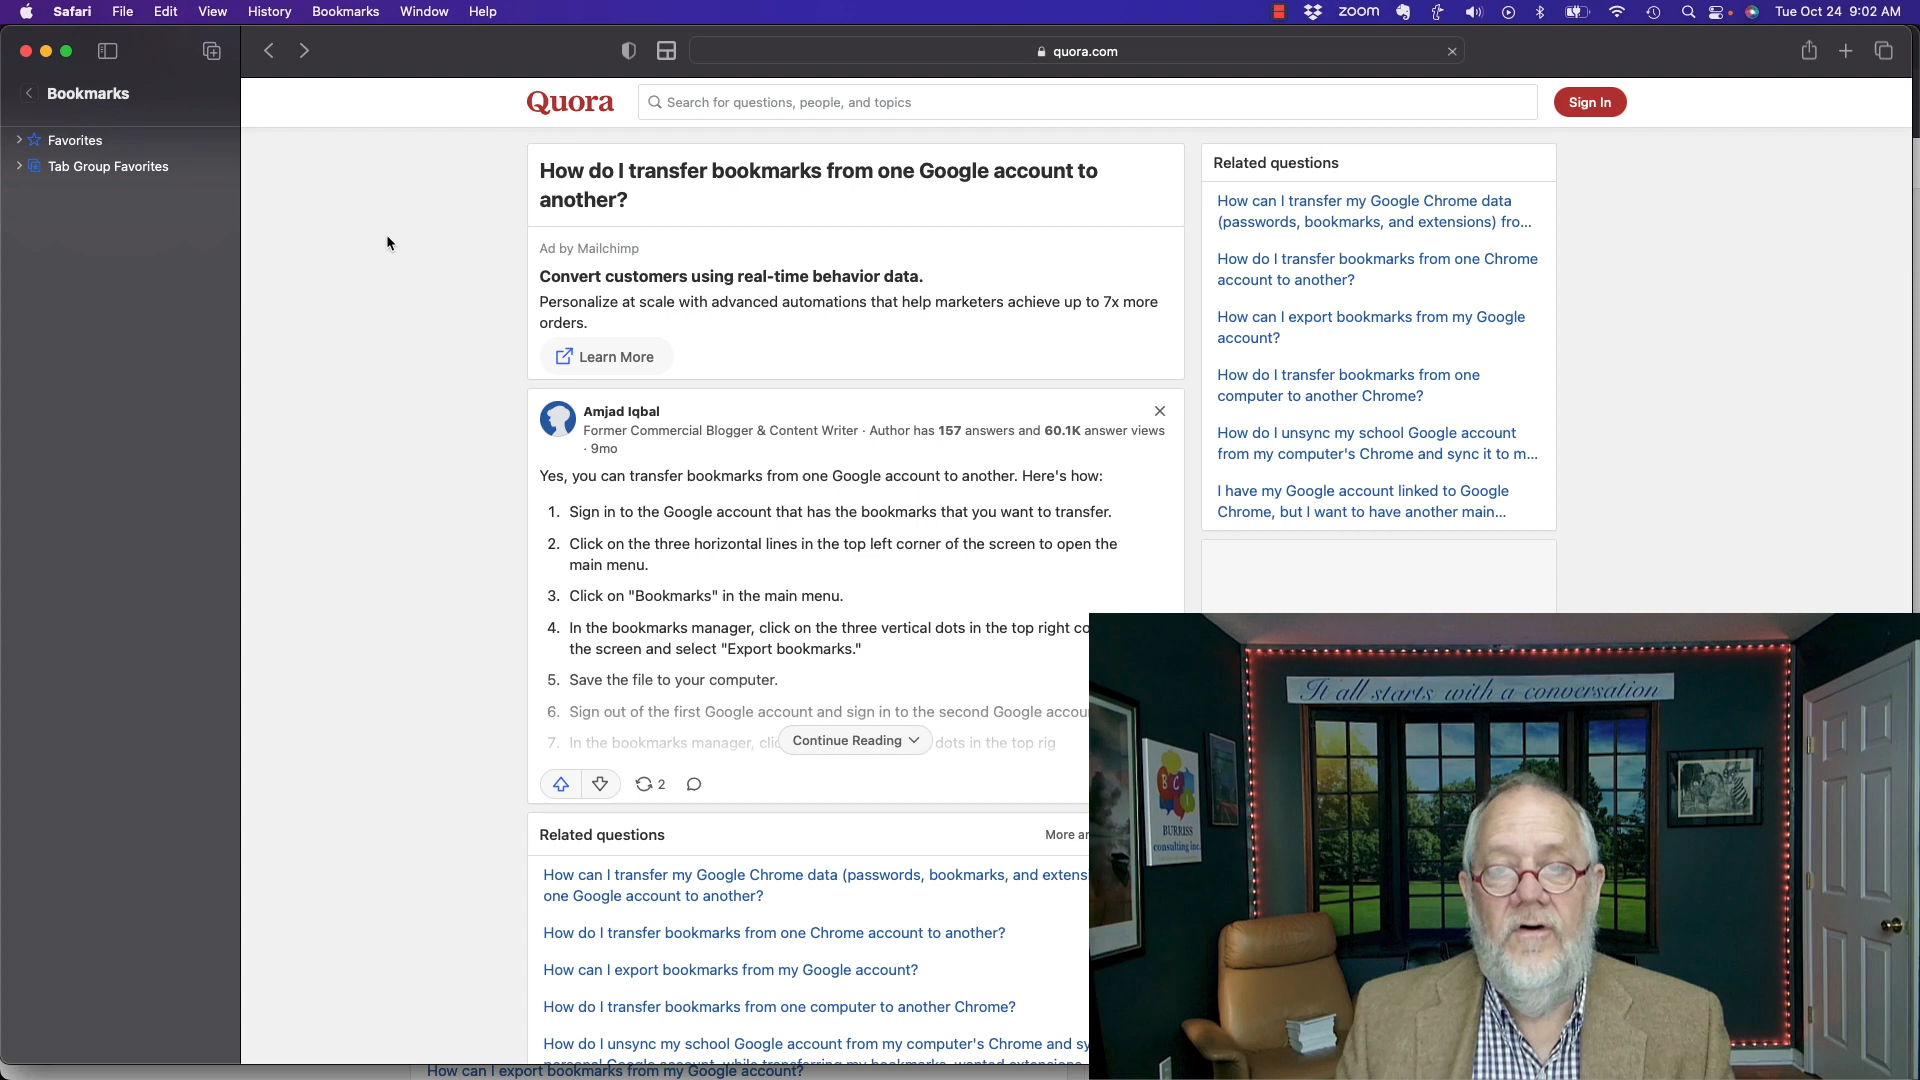 Safari File Edit View History Bookmarks Window Help
zoom Tue Oct 24 9:02 AM
quora.com
Bookmarks
Favorites
Tab Group Favorites
Quora
Search for questions, people, and topics
Sign In
How do I transfer bookmarks from one Google account to
another?
Ad by Mailchimp
Convert customers using real-time behavior data.
Personalize at scale with advanced automations that help marketers achieve up to 7x more
orders.
Learn More
Amjad Iqbal
Former Commercial Blogger & Content Writer · Author has 157 answers and 60.1K answer views
· 9mo
Yes, you can transfer bookmarks from one Google account to another. Here's how:
1. Sign in to the Google account that has the bookmarks that you want to transfer.
2. Click on the three horizontal lines in the top left corner of the screen to open the
main menu.
3. Click on "Bookmarks" in the main menu.
4. In the bookmarks manager, click on the three vertical dots in the top right co
the screen and select "Export bookmarks."
5. Save the file to your computer.
6. Sign out of the first Google account and sign in to the second Google accou
7. In the bookmarks manager, clic dots in the top rig
Continue Reading
2
Related questions
More an
How can I transfer my Google Chrome data (passwords, bookmarks, and extens
one Google account to another?
How do I transfer bookmarks from one Chrome account to another?
How can I export bookmarks from my Google account?
How do I transfer bookmarks from one computer to another Chrome?
How do I unsync my school Google account from my computer's Chrome and sy
personal Google account, while transferring my bookmarks, wanted extensions
How can I export bookmarks from my Google account?
Related questions
How can I transfer my Google Chrome data
(passwords, bookmarks, and extensions) fro...
How do I transfer bookmarks from one Chrome
account to another?
How can I export bookmarks from my Google
account?
How do I transfer bookmarks from one
computer to another Chrome?
How do I unsync my school Google account
from my computer's Chrome and sync it to m...
I have my Google account linked to Google
Chrome, but I want to have another main...
It all starts with a conversation
B C I
BURRISS
consulting inc.